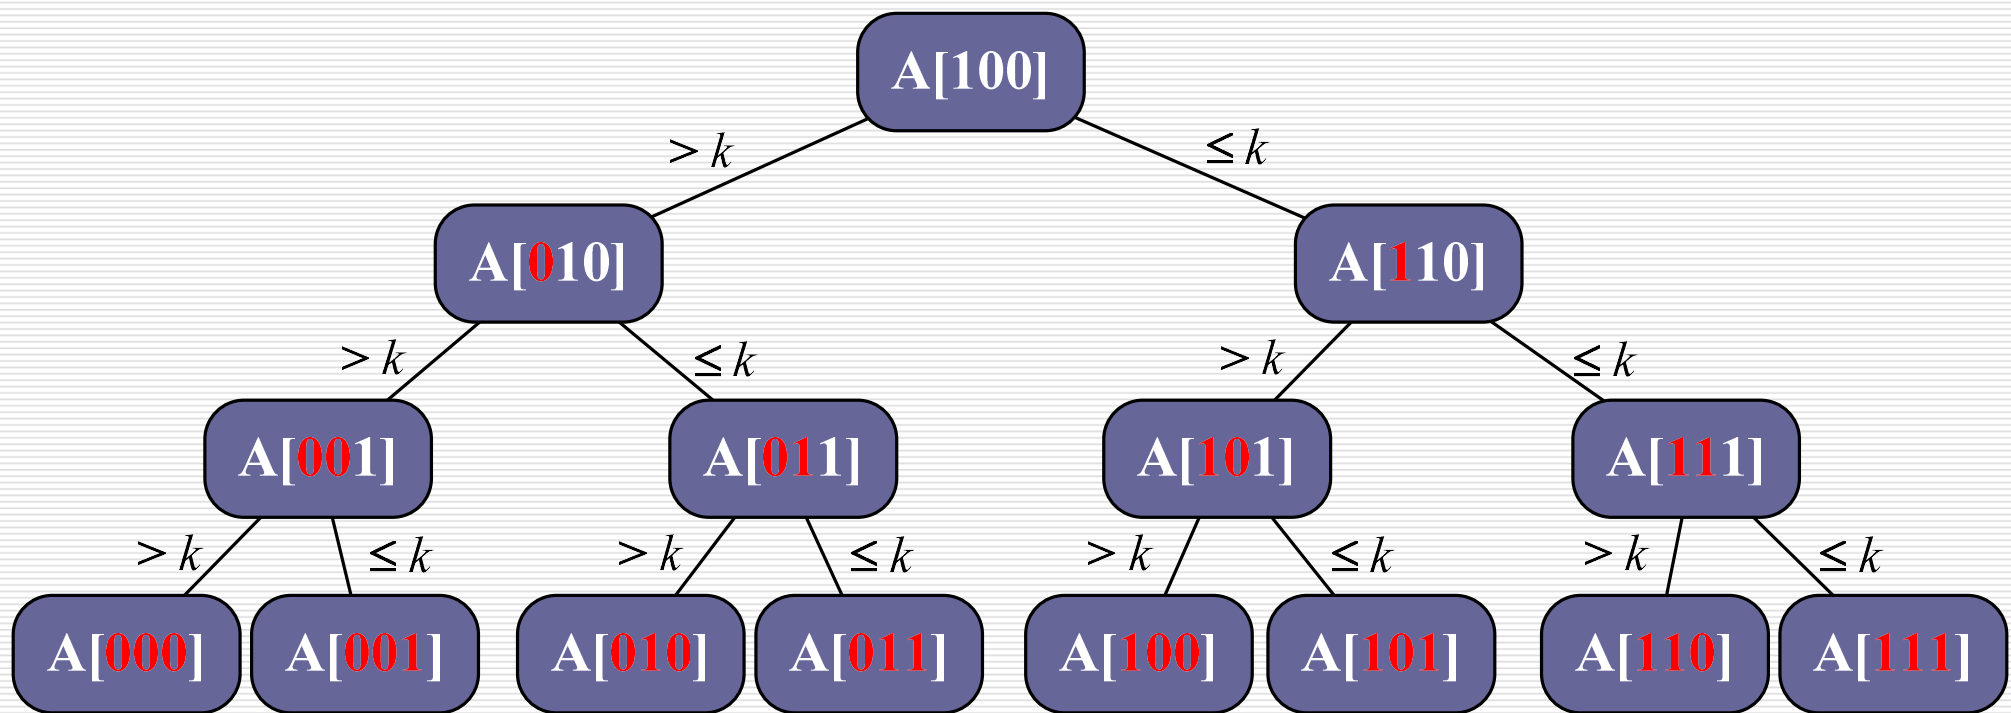 A[100]
> k ≤ k
A[010] A[110]
> k ≤ k > k ≤ k
A[001] A[011] A[101] A[111]
> k ≤ k > k ≤ k > k ≤ k > k ≤ k
A[000] A[001] A[010] A[011] A[100] A[101] A[110] A[111]